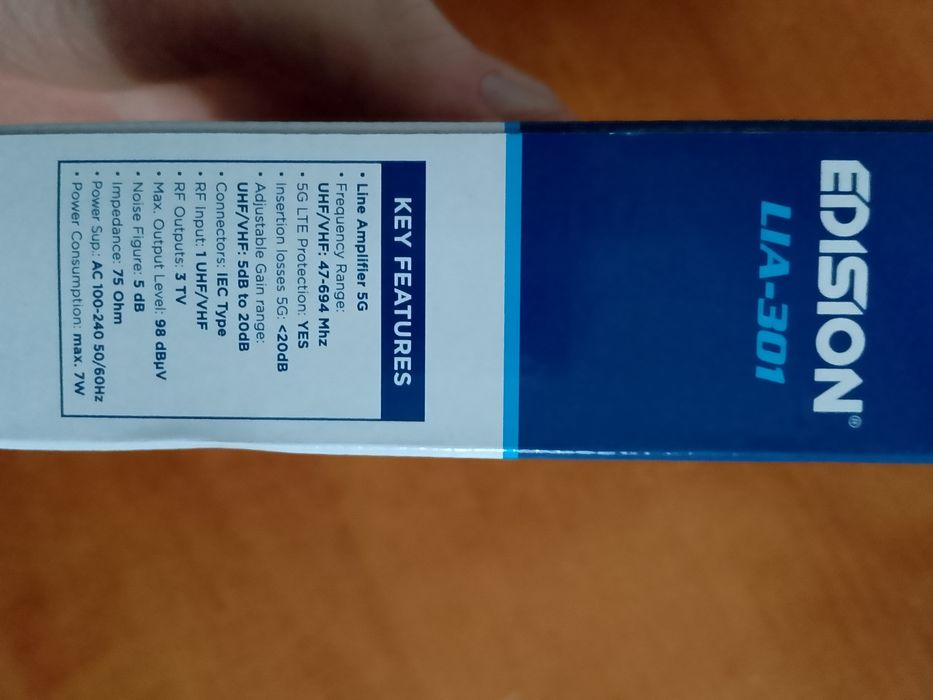 EDISION®
LIA-301
KEY FEATURES
• Line Amplifier 5G
• Frequency Range:
UHF/VHF: 47-694 Mhz
• 5G LTE Protection: YES
• Insertion losses 5G: <20dB
• Adjustable Gain range:
UHF/VHF: 5dB to 20dB
• Connectors: IEC Type
• RF Input: 1 UHF/VHF
• RF Outputs: 3 TV
• Max. Output Level: 98 dBµV
• Noise Figure: 5 dB
• Impedance: 75 Ohm
• Power Sup.: AC 100-240 50/60Hz
• Power Consumption: max. 7W